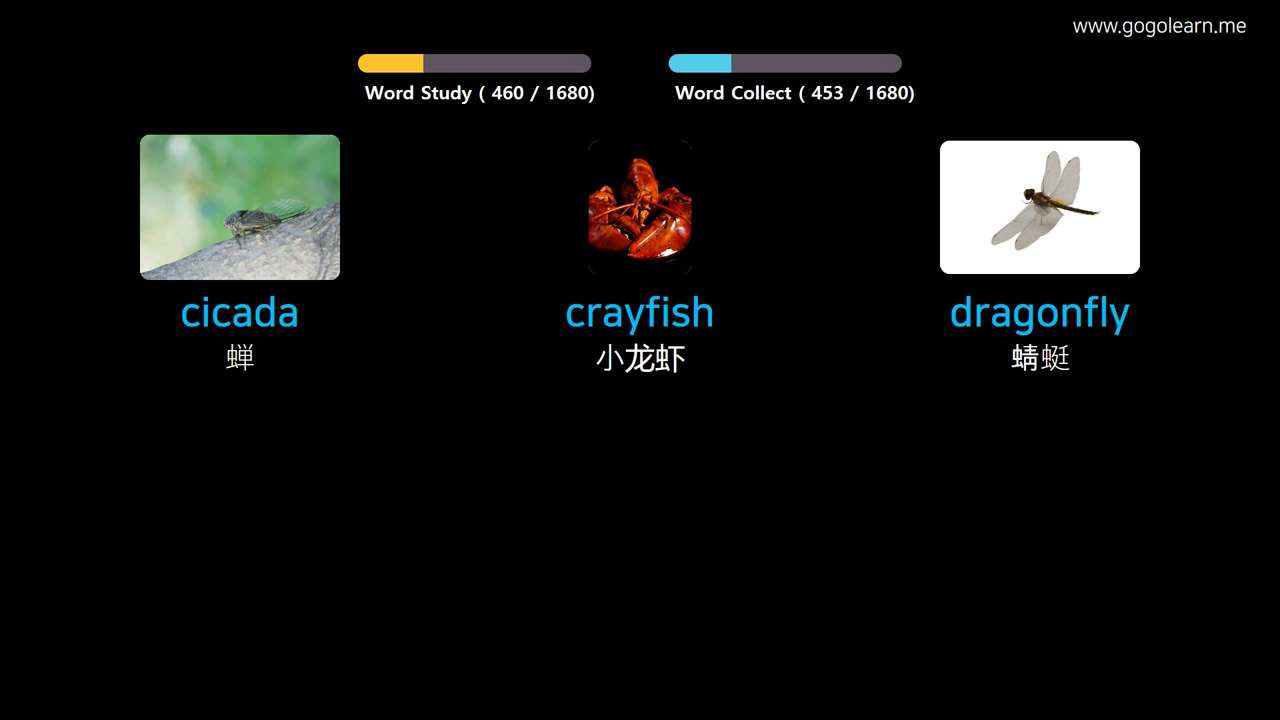 www.gogolearn.me
Word Study ( 460 / 1680)
Word Collect ( 453 / 1680)
cicada
蝉
crayfish
小龙虾
dragonfly
蜻蜓